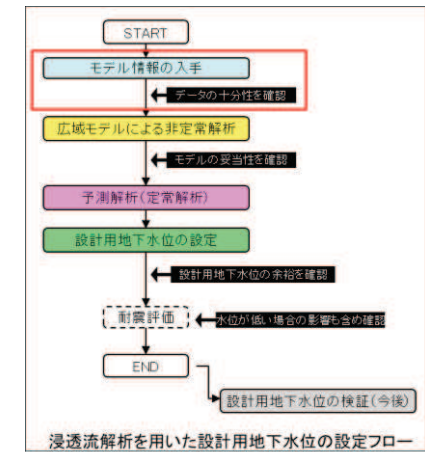 START
モデル情報の入手
データの十分性を確認
広域モデルによる非定常解析
モデルの妥当性を確認
予測解析(定常解析)
設計用地下水位の設定
設計用地下水位の余裕を確認
耐震評価
水位が低い場合の影響も含め確認
END
設計用地下水位の検証(今後)
浸透流解析を用いた設計用地下水位の設定フロー